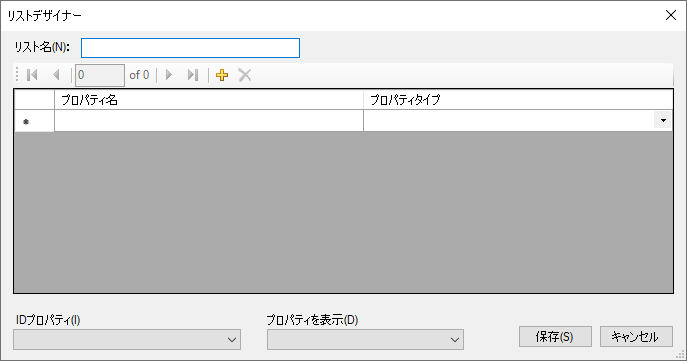 リストデザイナー
リスト名(N):
0 of 0
プロパティ名 プロパティタイプ
IDプロパティ(I) プロパティを表示(D)
保存(S) キャンセル